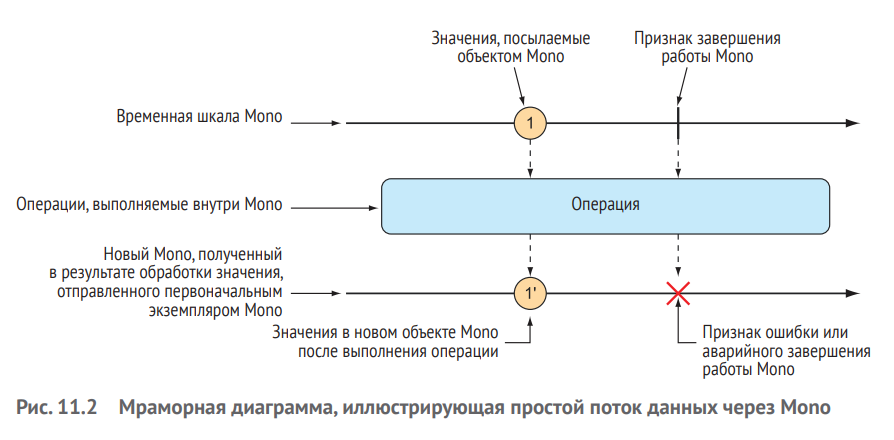 Значения, посылаемые
объектом Mono
Признак завершения
работы Mono
Временная шкала Mono
1
Операции, выполняемые внутри Mono
Операция
Новый Mono, полученный
в результате обработки значения,
отправленного первоначальным
экземпляром Mono
1'
Значения в новом объекте Mono
после выполнения операции
Признак ошибки или
аварийного завершения
работы Mono
Рис. 11.2 Мраморная диаграмма, иллюстрирующая простой поток данных через Mono